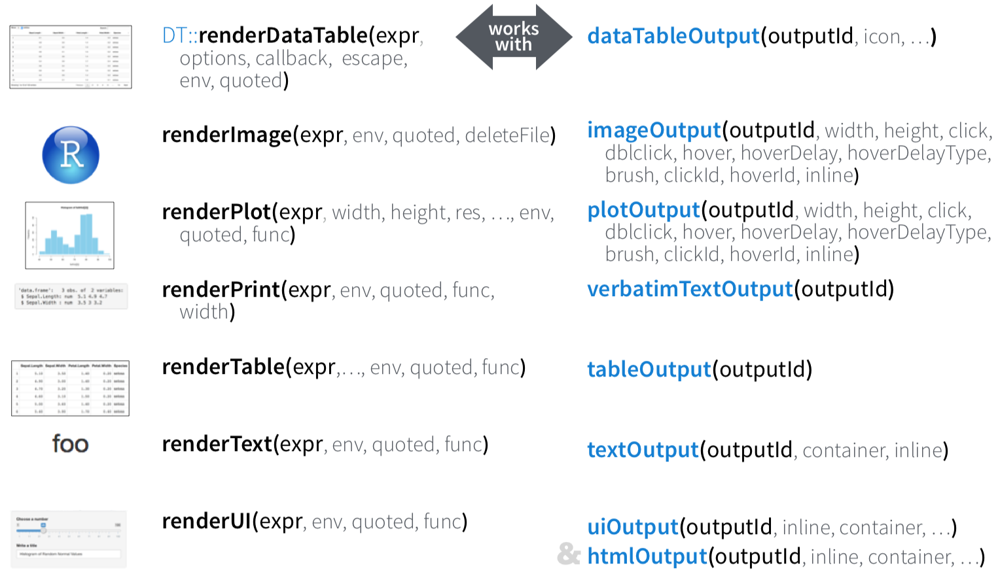 DT::renderDataTable(expr,
options, callback, escape,
env, quoted)
works
with
dataTableOutput(outputId, icon, …)
R
renderImage(expr, env, quoted, deleteFile)
imageOutput(outputId, width, height, click,
dblclick, hover, hoverDelay, hoverDelayType,
brush, clickId, hoverId, inline)
renderPlot(expr, width, height, res, …, env,
quoted, func)
plotOutput(outputId, width, height, click,
dblclick, hover, hoverDelay, hoverDelayType,
brush, clickId, hoverId, inline)
'data.frame': 3 obs. of 2 variables:
$ Sepal.Length: num 5.1 4.9 4.7
$ Sepal.Width : num 3.5 3 3.2
renderPrint(expr, env, quoted, func,
width)
verbatimTextOutput(outputId)
Sepal.Length Sepal.Width Petal.Length Petal.Width Species
renderTable(expr,…, env, quoted, func)
tableOutput(outputId)
foo
renderText(expr, env, quoted, func)
textOutput(outputId, container, inline)
Choose a number
Write a title
Histogram of Random Normal Values
renderUI(expr, env, quoted, func)
uiOutput(outputId, inline, container, …)
& htmlOutput(outputId, inline, container, …)